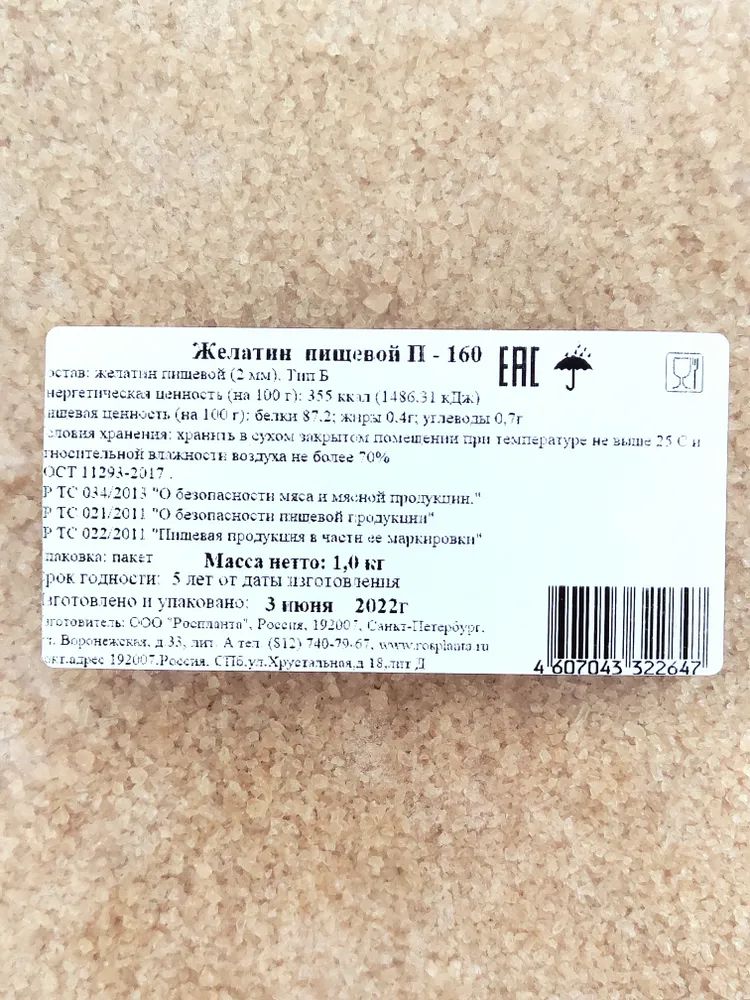 Желатин пищевой П - 160
EAC
остав: желатин пищевой (2 мм). Тип Б
нергетическая ценность (на 100 г): 355 ккал (1486.31 кДж)
ищевая ценность (на 100 г): белки 87.2; жиры 0.4г; углеводы 0,7г
словия хранения: хранить в сухом закрытом помещении при температуре не выше 25 С и
тносительной влажности воздуха не более 70%
ОСТ 11293-2017 .
Р ТС 034/2013 "О безопасности мяса и мясной продукции."
Р ТС 021/2011 "О безопасности пищевой продукции"
Р ТС 022/2011 "Пищевая продукция в части ее маркировки"
паковка: пакет Масса нетто: 1,0 кг
рок годности: 5 лет от даты изготовления
зготовлено и упаковано: 3 июня 2022г
зготовитель: ООО "Роспланта", Россия, 192007, Санкт-Петербург,
л. Воронежская, д 33, лит. А тел. (812) 740-79-67, www.rosplanta.ru
акт.адрес 192007.Россия. СПб,ул.Хрустальная,д 18,лит Д
4 607043 322647